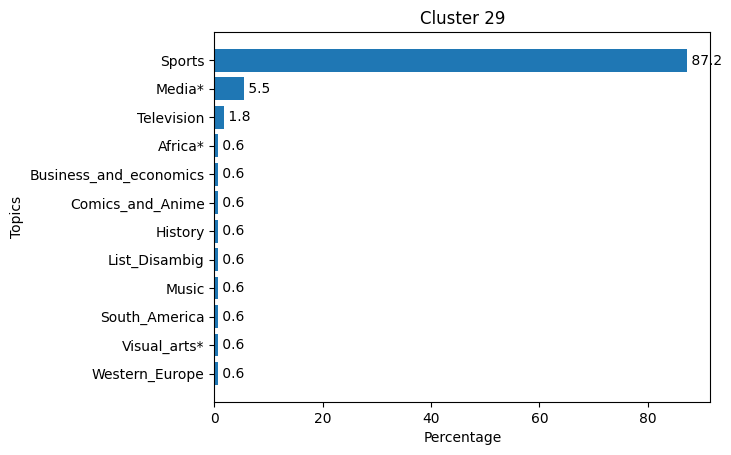 Cluster 29
Topics
Sports 87.2
Media* 5.5
Television 1.8
Africa* 0.6
Business_and_economics 0.6
Comics_and_Anime 0.6
History 0.6
List_Disambig 0.6
Music 0.6
South_America 0.6
Visual_arts* 0.6
Western_Europe 0.6
0 20 40 60 80
Percentage